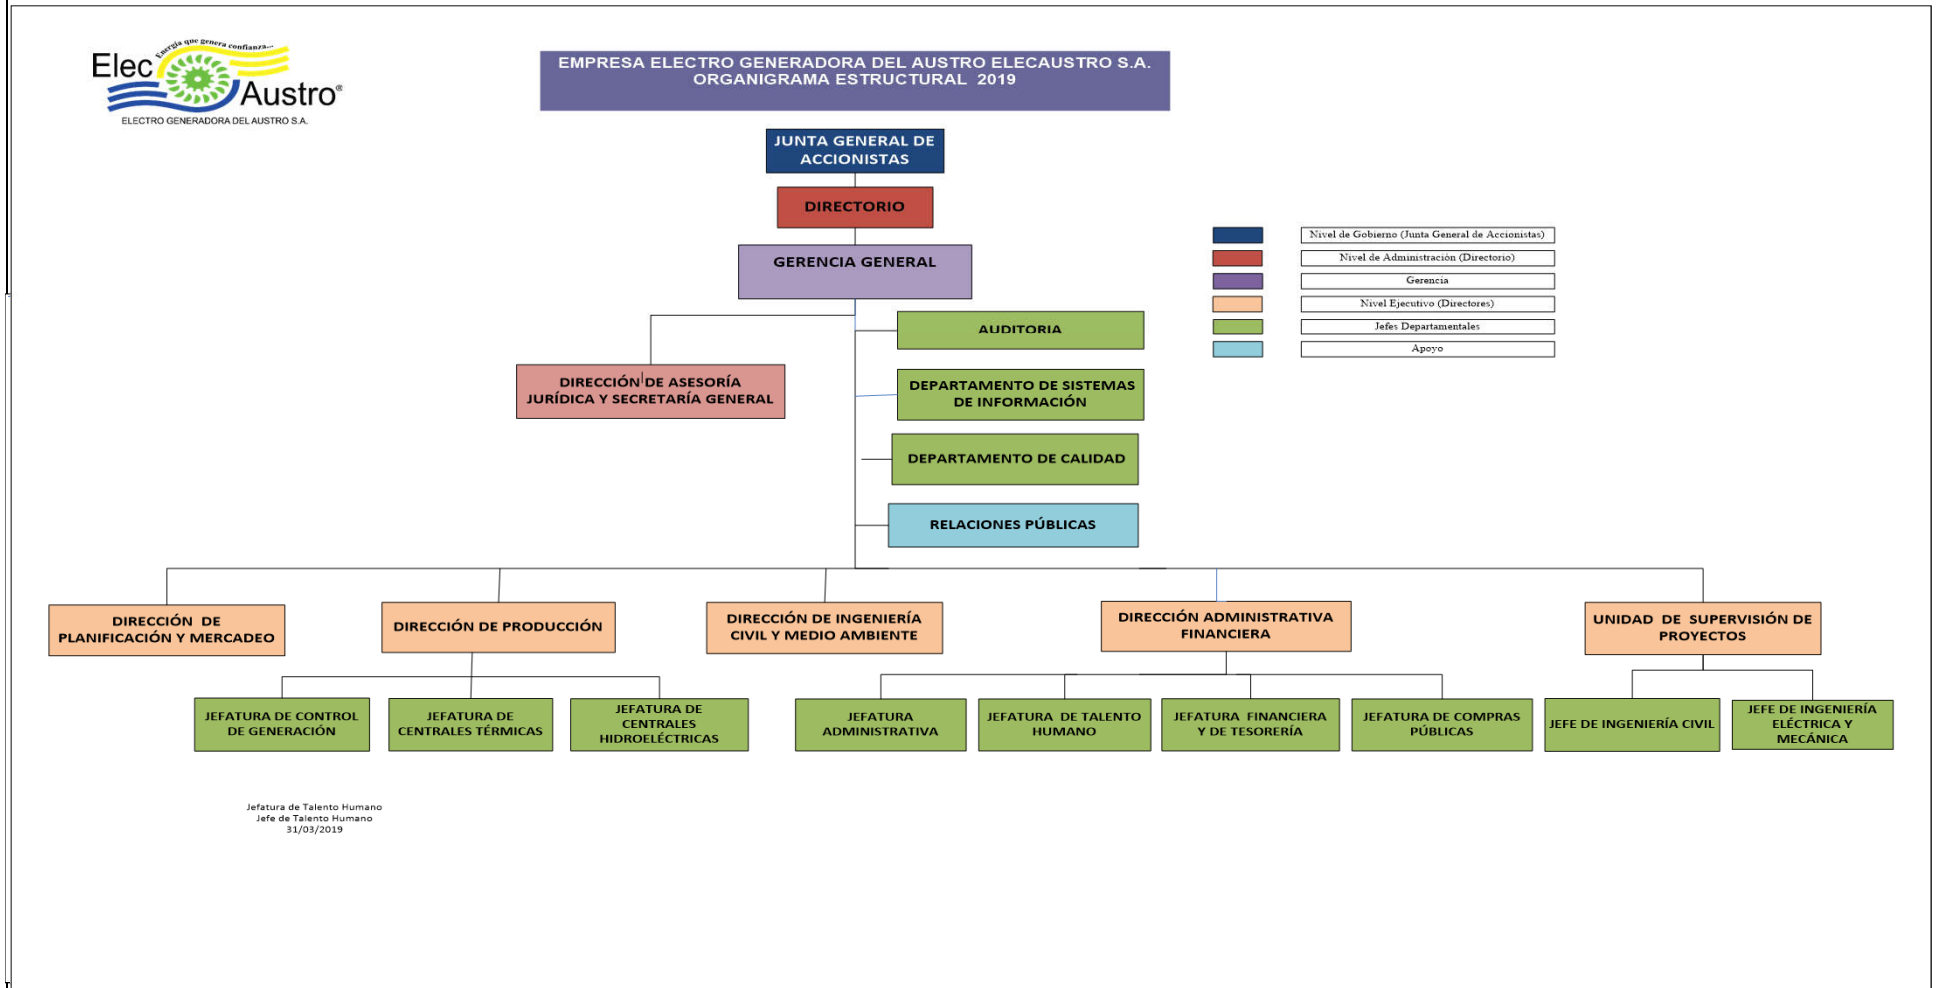 Energía que genera confianza...
Elec
Austro®
ELECTRO GENERADORA DEL AUSTRO S.A.
EMPRESA ELECTRO GENERADORA DEL AUSTRO ELECAUSTRO S.A.
ORGANIGRAMA ESTRUCTURAL 2019
JUNTA GENERAL DE
ACCIONISTAS
DIRECTORIO
GERENCIA GENERAL
Nivel de Gobierno (Junta General de Accionistas)
Nivel de Administración (Directorio)
Gerencia
Nivel Ejecutivo (Directores)
Jefes Departamentales
Apoyo
AUDITORIA
DIRECCIÓN DE ASESORÍA
JURÍDICA Y SECRETARÍA GENERAL
DEPARTAMENTO DE SISTEMAS
DE INFORMACIÓN
DEPARTAMENTO DE CALIDAD
RELACIONES PÚBLICAS
DIRECCIÓN DE
PLANIFICACIÓN Y MERCADEO
DIRECCIÓN DE PRODUCCIÓN
DIRECCIÓN DE INGENIERÍA
CIVIL Y MEDIO AMBIENTE
DIRECCIÓN ADMINISTRATIVA
FINANCIERA
UNIDAD DE SUPERVISIÓN DE
PROYECTOS
JEFATURA DE CONTROL
DE GENERACIÓN
JEFATURA DE
CENTRALES TÉRMICAS
JEFATURA DE
CENTRALES
HIDROELÉCTRICAS
JEFATURA
ADMINISTRATIVA
JEFATURA DE TALENTO
HUMANO
JEFATURA FINANCIERA
Y DE TESORERÍA
JEFATURA DE COMPRAS
PÚBLICAS
JEFE DE INGENIERÍA CIVIL
JEFE DE INGENIERÍA
ELÉCTRICA Y
MECÁNICA
Jefatura de Talento Humano
Jefe de Talento Humano
31/03/2019